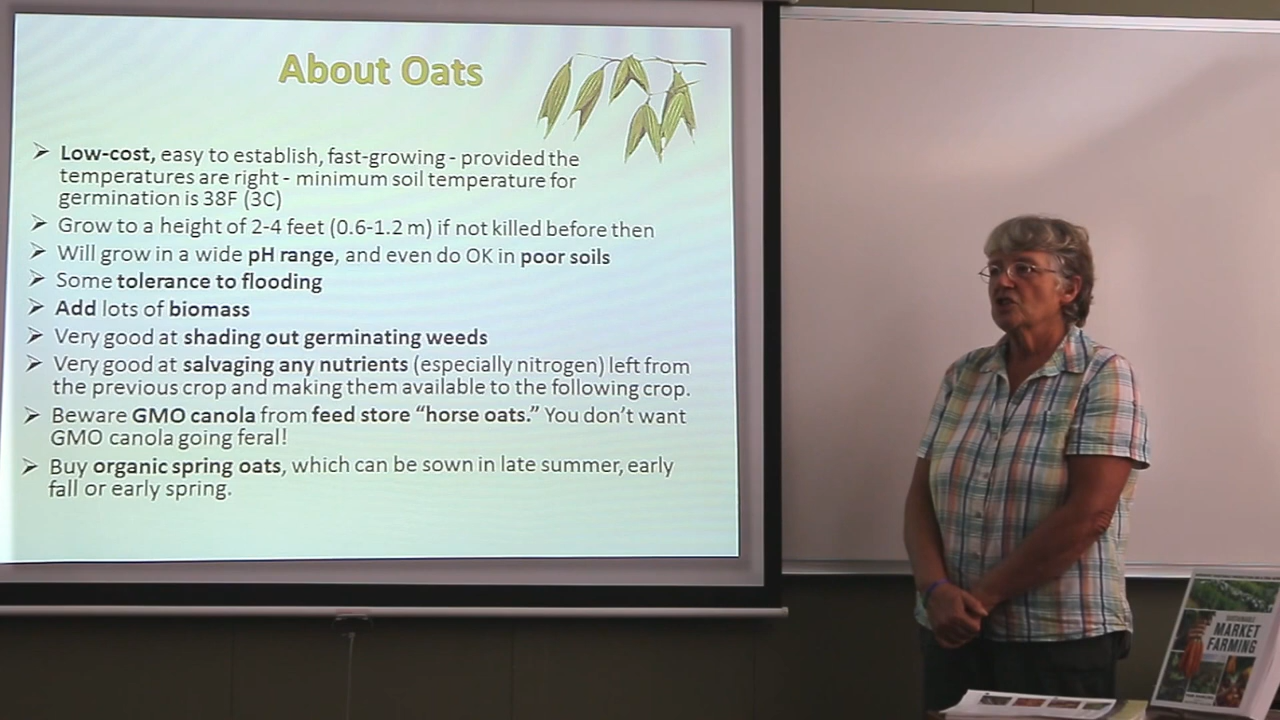 About Oats
➢ Low-cost, easy to establish, fast-growing - provided the
temperatures are right - minimum soil temperature for
germination is 38F (3C)
➢ Grow to a height of 2-4 feet (0.6-1.2 m) if not killed before then
➢ Will grow in a wide pH range, and even do OK in poor soils
➢ Some tolerance to flooding
➢ Add lots of biomass
➢ Very good at shading out germinating weeds
➢ Very good at salvaging any nutrients (especially nitrogen) left from
the previous crop and making them available to the following crop.
➢ Beware GMO canola from feed store “horse oats.” You don’t want
GMO canola going feral!
➢ Buy organic spring oats, which can be sown in late summer, early
fall or early spring.
SUSTAINABLE
MARKET
FARMING